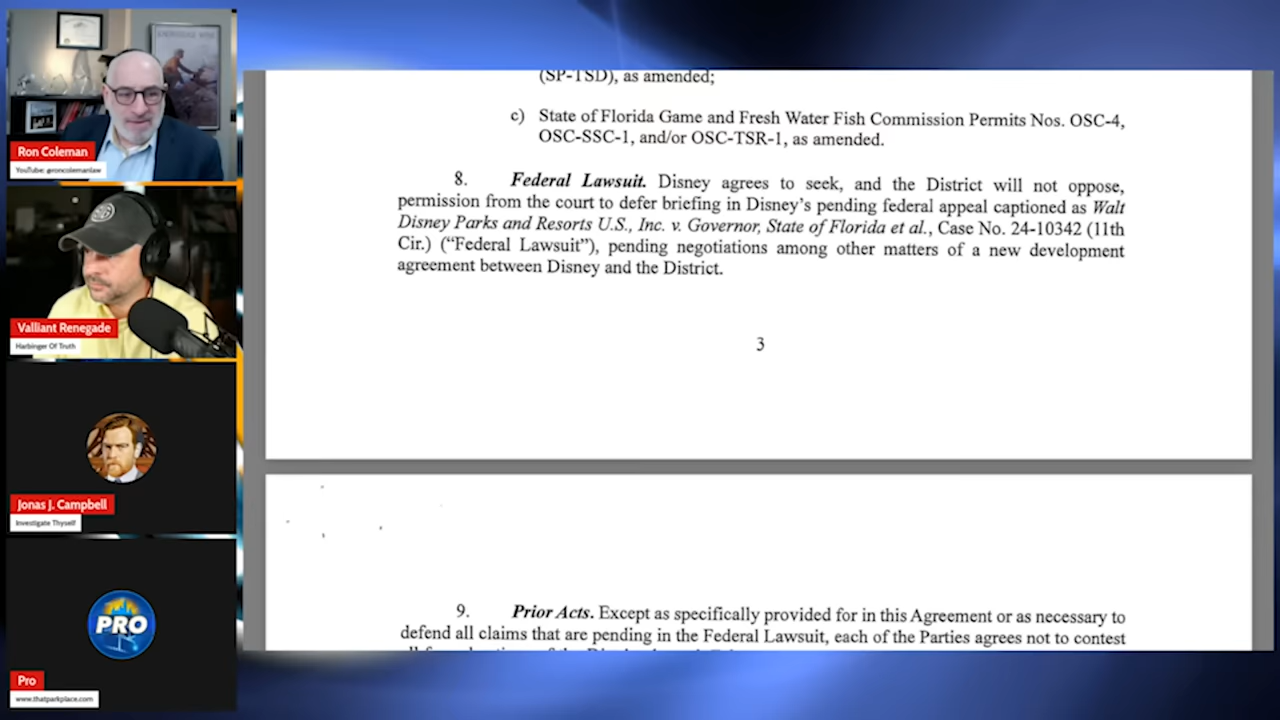 Ron Coleman
YouTube: @roncolemanlaw
Valliant Renegade
Harbinger Of Truth
Jonas J. Campbell
Investigate Thyself
PRO
Pro
www.thatparkplace.com
(SP-TSD), as amended;
c) State of Florida Game and Fresh Water Fish Commission Permits Nos. OSC-4,
OSC-SSC-1, and/or OSC-TSR-1, as amended.
8. Federal Lawsuit. Disney agrees to seek, and the District will not oppose,
permission from the court to defer briefing in Disney’s pending federal appeal captioned as Walt
Disney Parks and Resorts U.S., Inc. v. Governor, State of Florida et al., Case No. 24-10342 (11th
Cir.) (“Federal Lawsuit”), pending negotiations among other matters of a new development
agreement between Disney and the District.
3
9. Prior Acts. Except as specifically provided for in this Agreement or as necessary to
defend all claims that are pending in the Federal Lawsuit, each of the Parties agrees not to contest